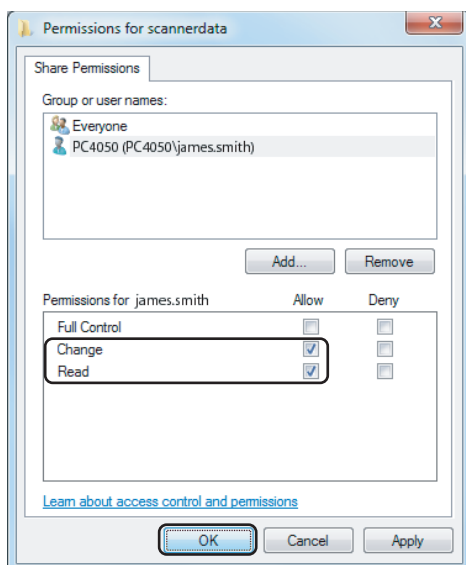 Permissions for scannerdata
Share Permissions
Group or user names:
Everyone
PC4050 (PC4050\james.smith)
Add... Remove
Permissions for james.smith Allow Deny
Full Control
Change
Read
Learn about access control and permissions
OK Cancel Apply